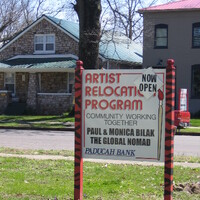 ARTIST
NOW
OPEN
RELOCATION
PROGRAM
COMMUNITY WORKING
TOGETHER
PAUL & MONICA BILAK
THE GLOBAL NOMAD
PADUCAH BANK